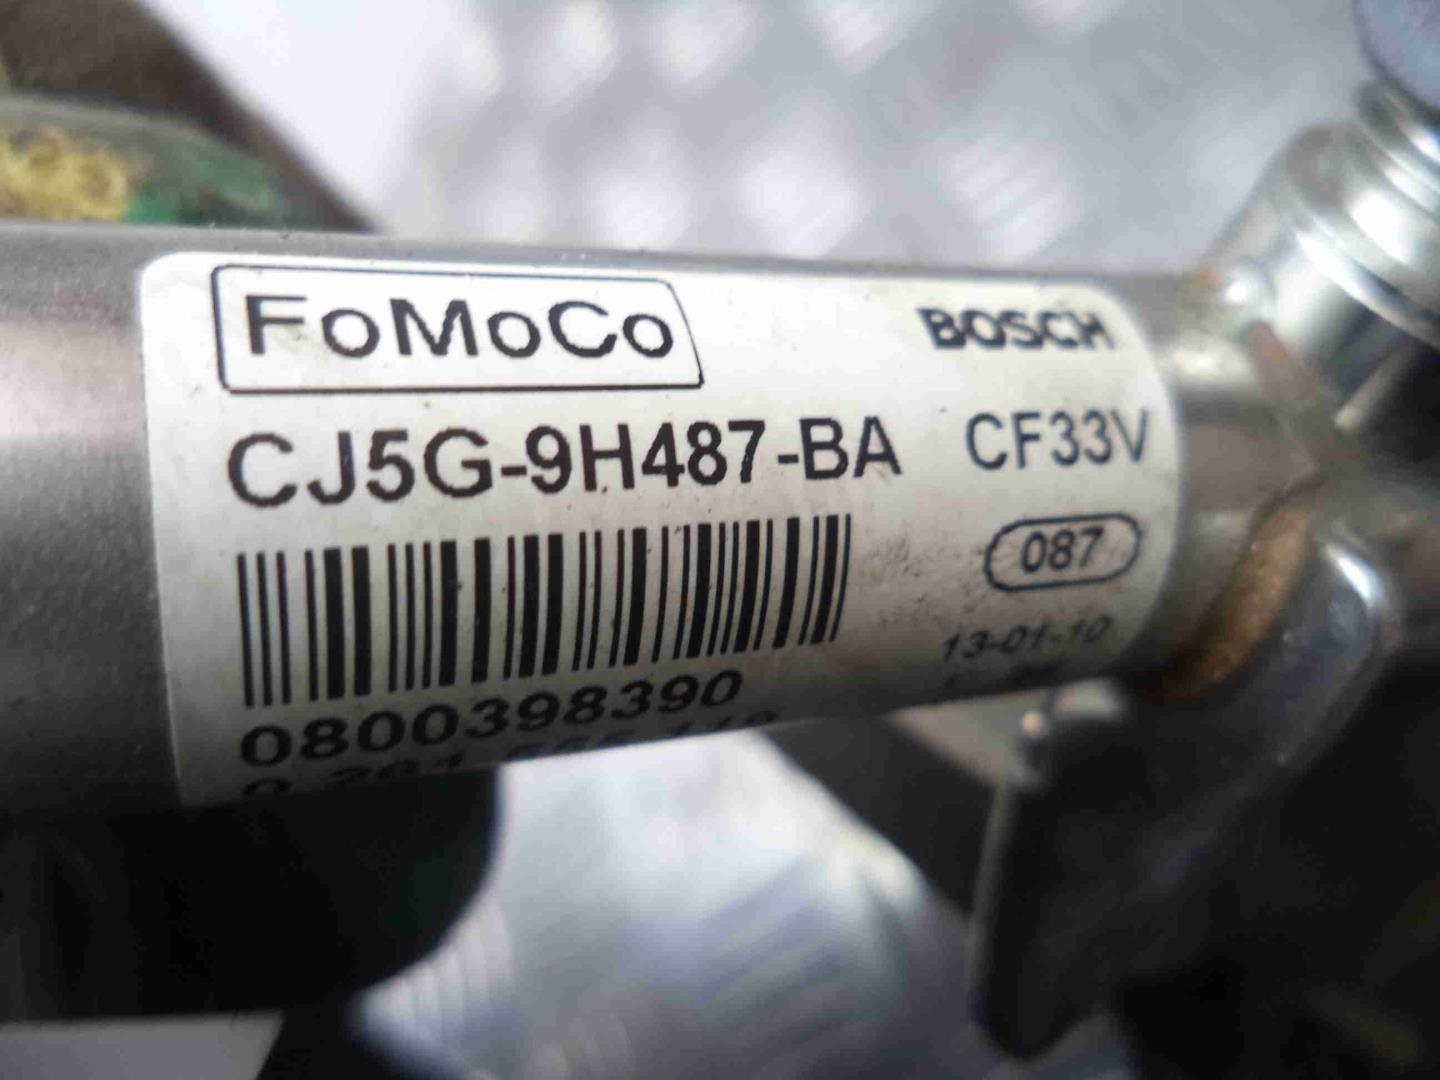 FoMoCo BOSCH
CJ5G-9H487-BA CF33V
087
13-01-10
0800398390